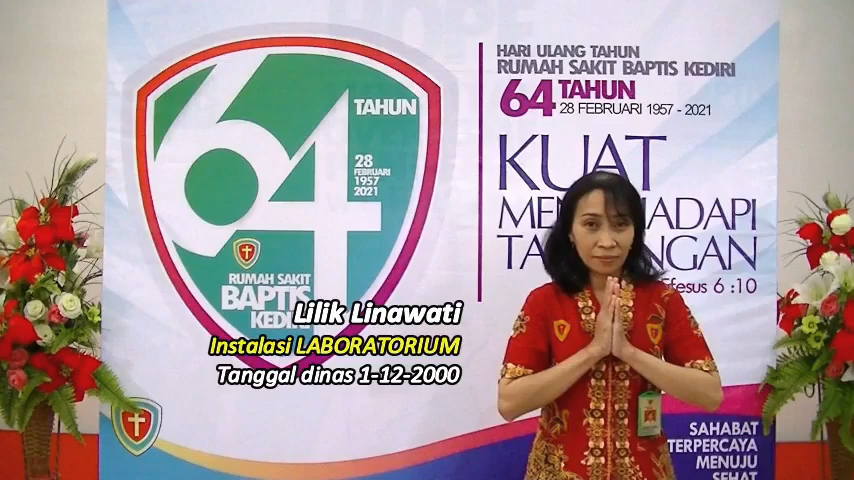 64
TAHUN
28
FEBRUARI
1957
2021
RUMAH SAKIT
BAPTIS
KEDIRI
HARI ULANG TAHUN
RUMAH SAKIT BAPTIS KEDIRI
64 TAHUN
28 FEBRUARI 1957 - 2021
KUAT
Efesus 6 :10
Lilik Linawati
Instalasi LABORATORIUM
Tanggal dinas 1-12-2000
SAHABAT
TERPERCAYA
MENUJU
SEHAT